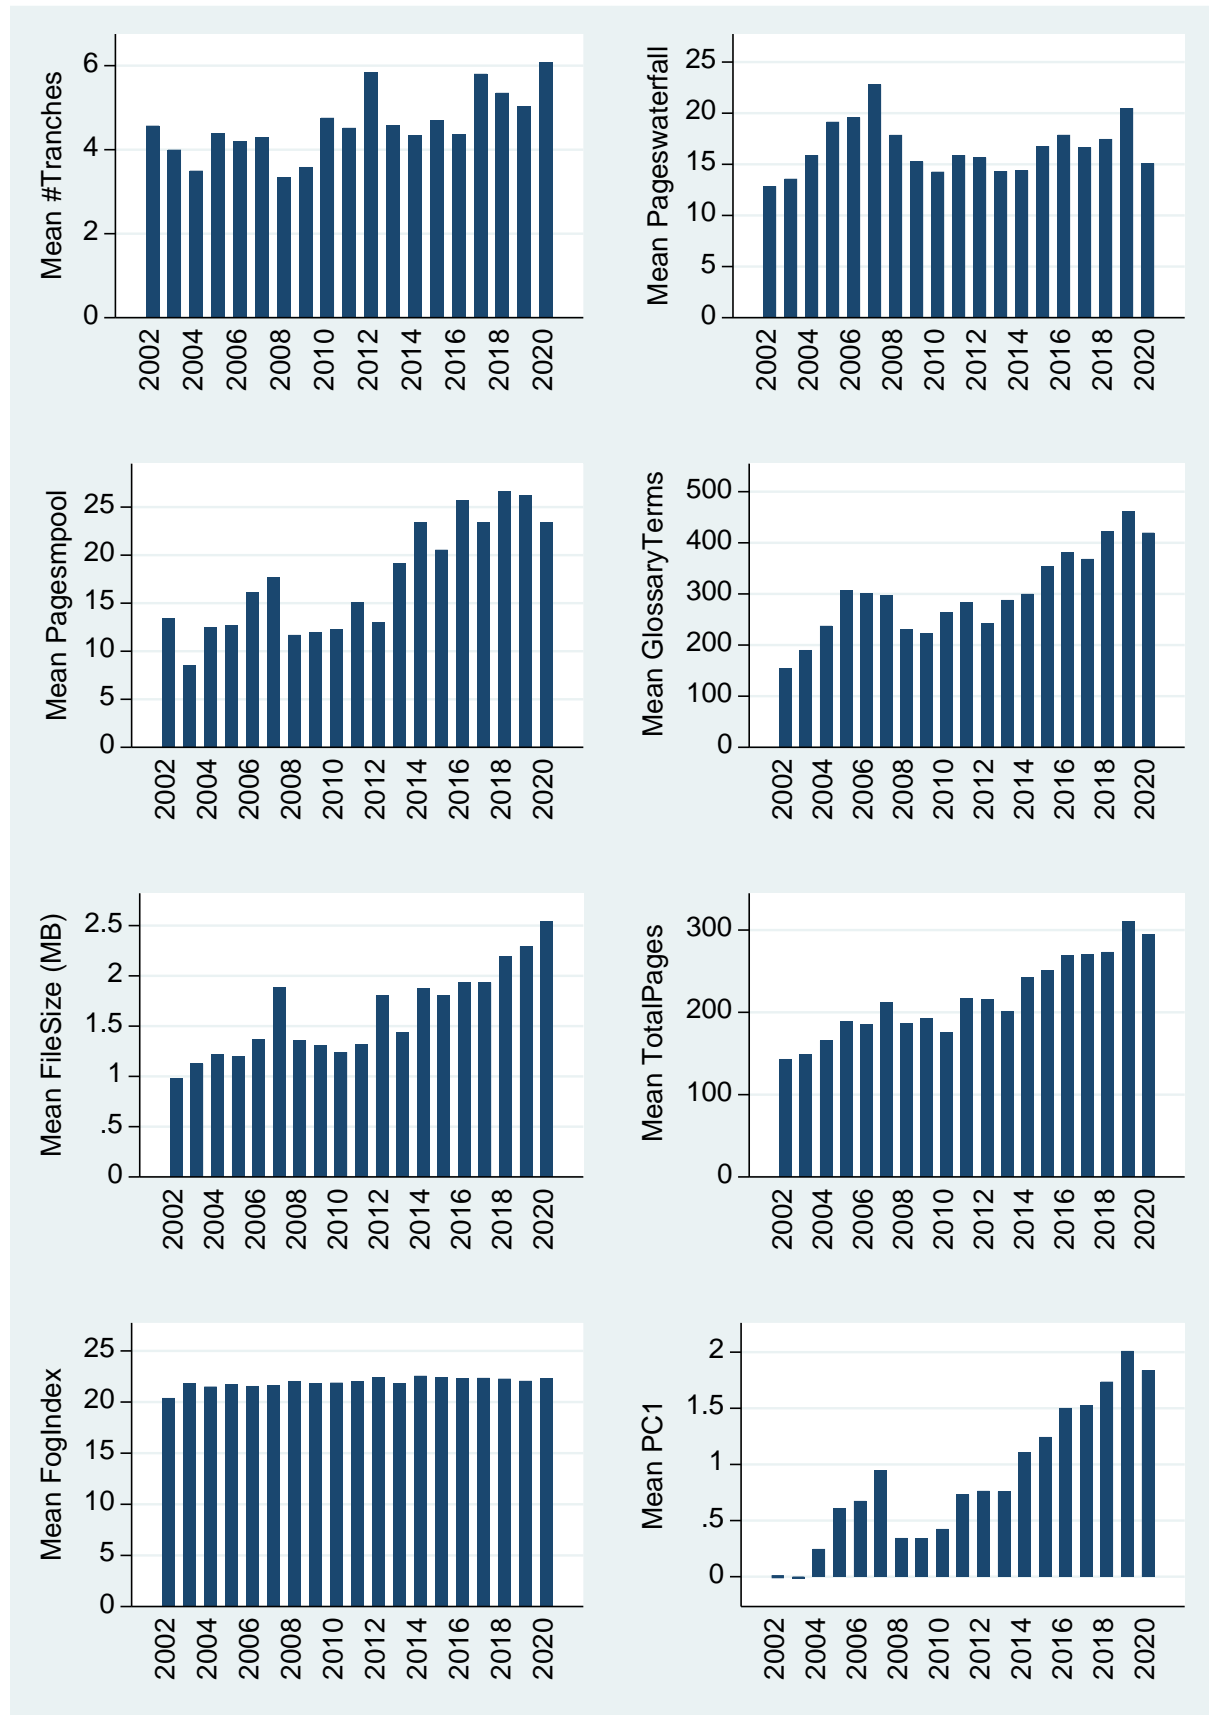 Mean #Tranches
6
4
2
0
2002 2004 2006 2008 2010 2012 2014 2016 2018 2020
Mean Pageswaterfall
25
20
15
10
5
0
2002 2004 2006 2008 2010 2012 2014 2016 2018 2020
Mean Pagesmpool
25
20
15
10
5
0
2002 2004 2006 2008 2010 2012 2014 2016 2018 2020
Mean GlossaryTerms
500
400
300
200
100
0
2002 2004 2006 2008 2010 2012 2014 2016 2018 2020
Mean FileSize (MB)
2.5
2
1.5
1
.5
0
2002 2004 2006 2008 2010 2012 2014 2016 2018 2020
Mean TotalPages
300
200
100
0
2002 2004 2006 2008 2010 2012 2014 2016 2018 2020
Mean FogIndex
25
20
15
10
5
0
2002 2004 2006 2008 2010 2012 2014 2016 2018 2020
Mean PC1
2
1.5
1
.5
0
2002 2004 2006 2008 2010 2012 2014 2016 2018 2020